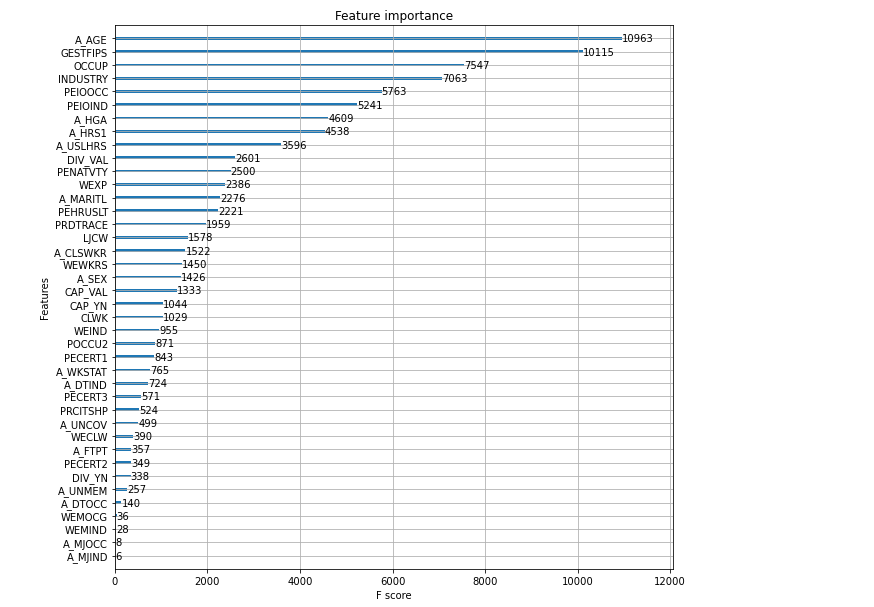 Feature importance
A_AGE 10963
GESTFIPS 10115
OCCUP 7547
INDUSTRY 7063
PEIOOCC 5763
PEIOIND 5241
A_HGA 4609
A_HRS1 4538
A_USLHRS 3596
DIV_VAL 2601
PENATVTY 2500
WEXP 2386
A_MARITL 2276
PEHRUSLT 2221
PRDTRACE 1959
LJCW 1578
A_CLSWKR 1522
WEWKRS 1450
A_SEX 1426
CAP_VAL 1333
CAP_YN 1044
CLWK 1029
WEIND 955
POCCU2 871
PECERT1 843
A_WKSTAT 765
A_DTIND 724
PECERT3 571
PRCITSHP 524
A_UNCOV 499
WECLW 390
A_FTPT 357
PECERT2 349
DIV_YN 338
A_UNMEM 257
A_DTOCC 140
WEMOCG 36
WEMIND 28
A_MJOCC 8
A_MJIND 6
Features
0 2000 4000 6000 8000 10000 12000
F score